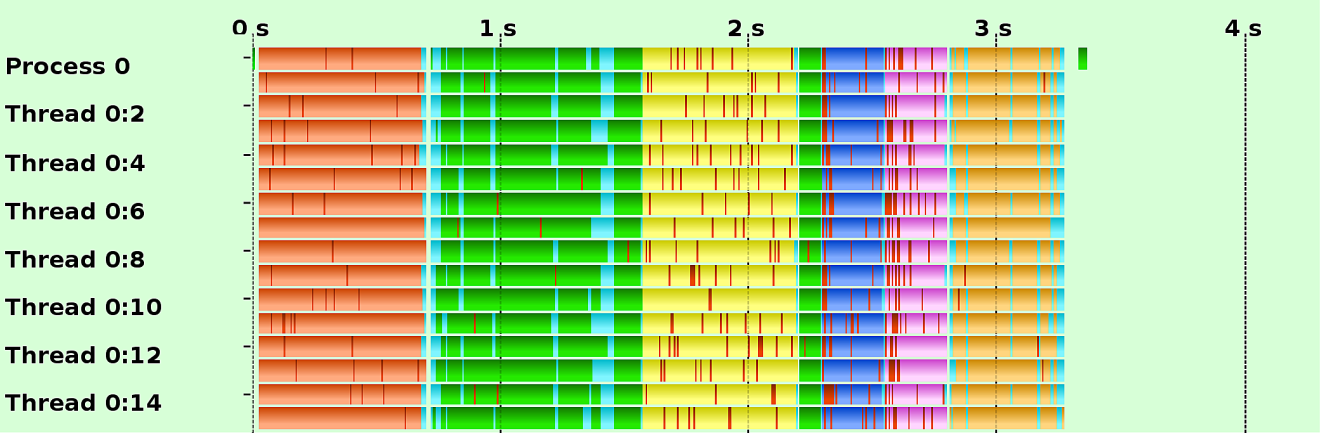 0 s 1 s 2 s 3 s 4 s
Process 0
Thread 0:2
Thread 0:4
Thread 0:6
Thread 0:8
Thread 0:10
Thread 0:12
Thread 0:14